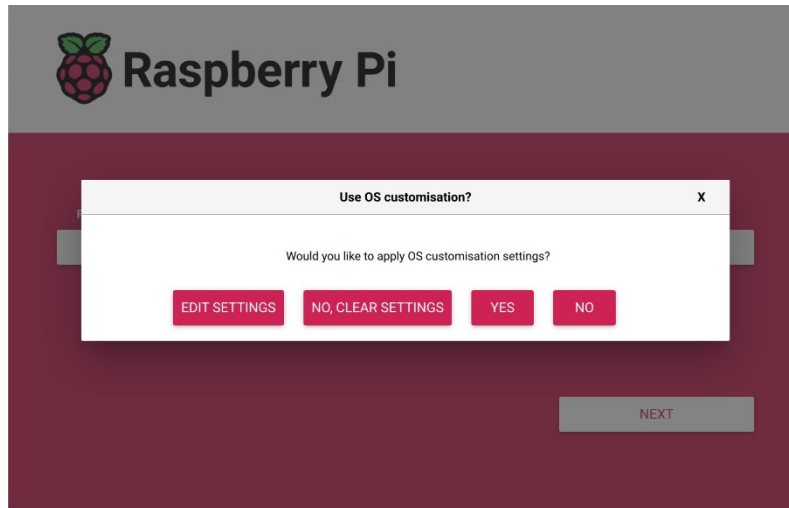 Raspberry Pi
Use OS customisation?
X
Would you like to apply OS customisation settings?
EDIT SETTINGS
NO, CLEAR SETTINGS
YES
NO
NEXT